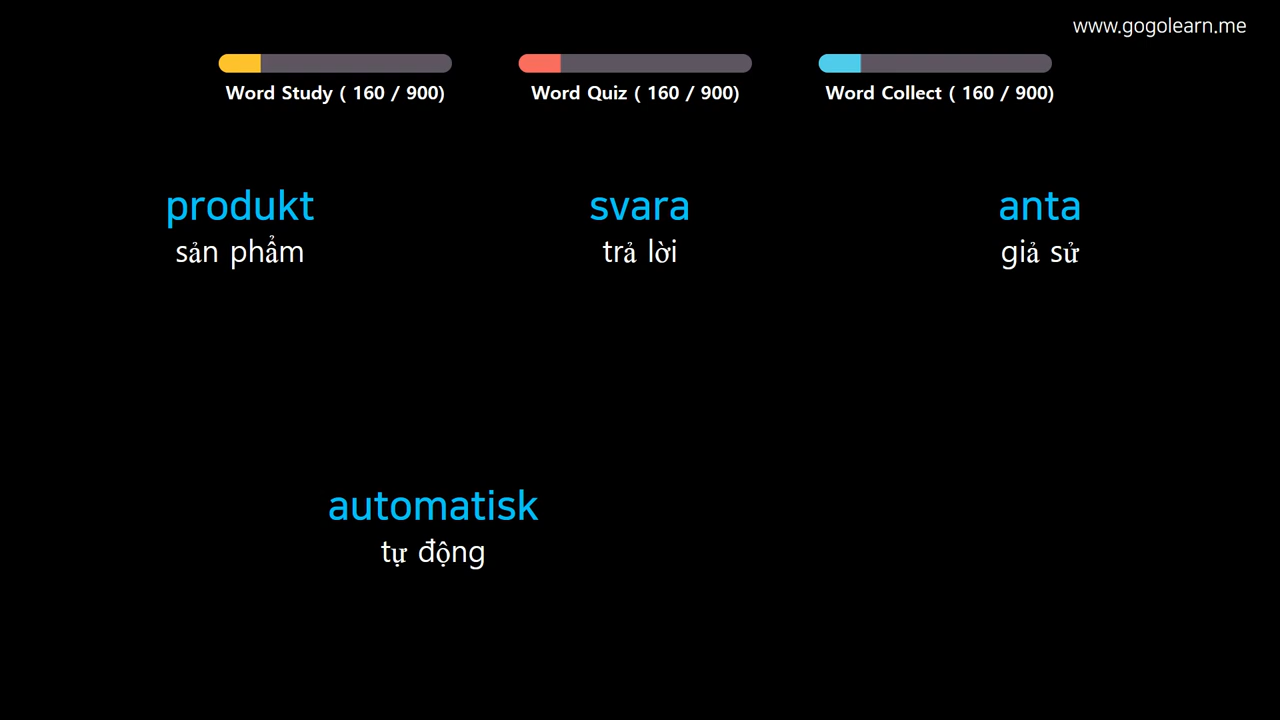 www.gogolearn.me
Word Study ( 160 / 900)
Word Quiz ( 160 / 900)
Word Collect ( 160 / 900)
produkt
sản phẩm
svara
trả lời
anta
giả sử
automatisk
tự động